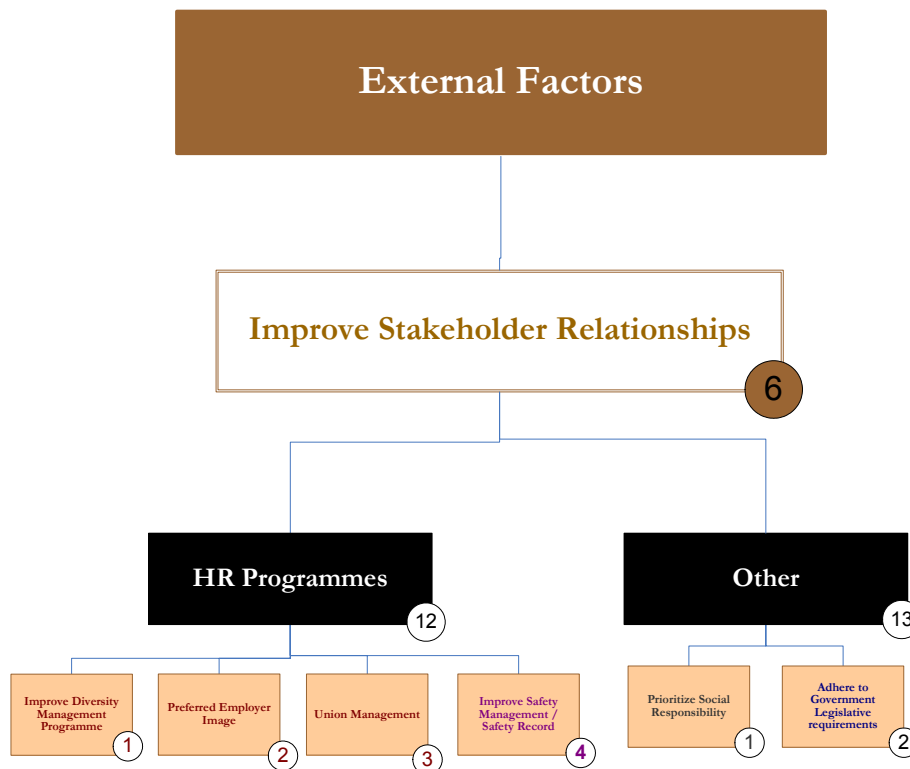 External Factors
Improve Stakeholder Relationships
6
HR Programmes
12
Other
13
Improve Diversity
Management
Programme
1
Preferred Employer
Image
2
Union Management
3
Improve Safety
Management /
Safety Record
4
Prioritize Social
Responsibility
1
Adhere to
Government
Legislative
requirements
2